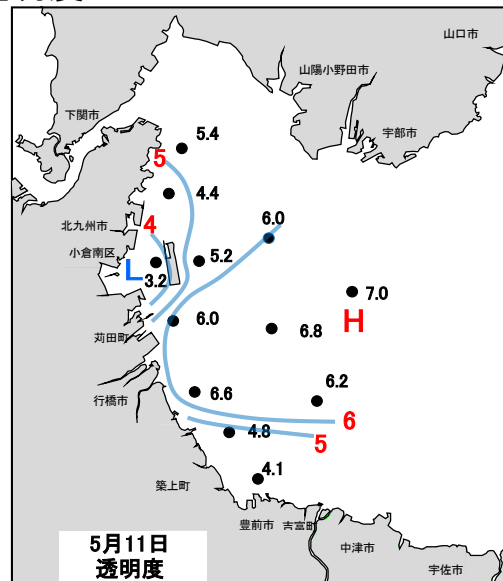 山口市
山陽小野田市
下関市
宇部市
5.4
5
4.4
北九州市
4
6.0
小倉南区
5.2
L
3.2
7.0
H
6.0
6.8
苅田町
行橋市
6.6
6.2
6
4.8
5
4.1
築上町
豊前市
吉富町
5月11日
透明度
中津市
宇佐市